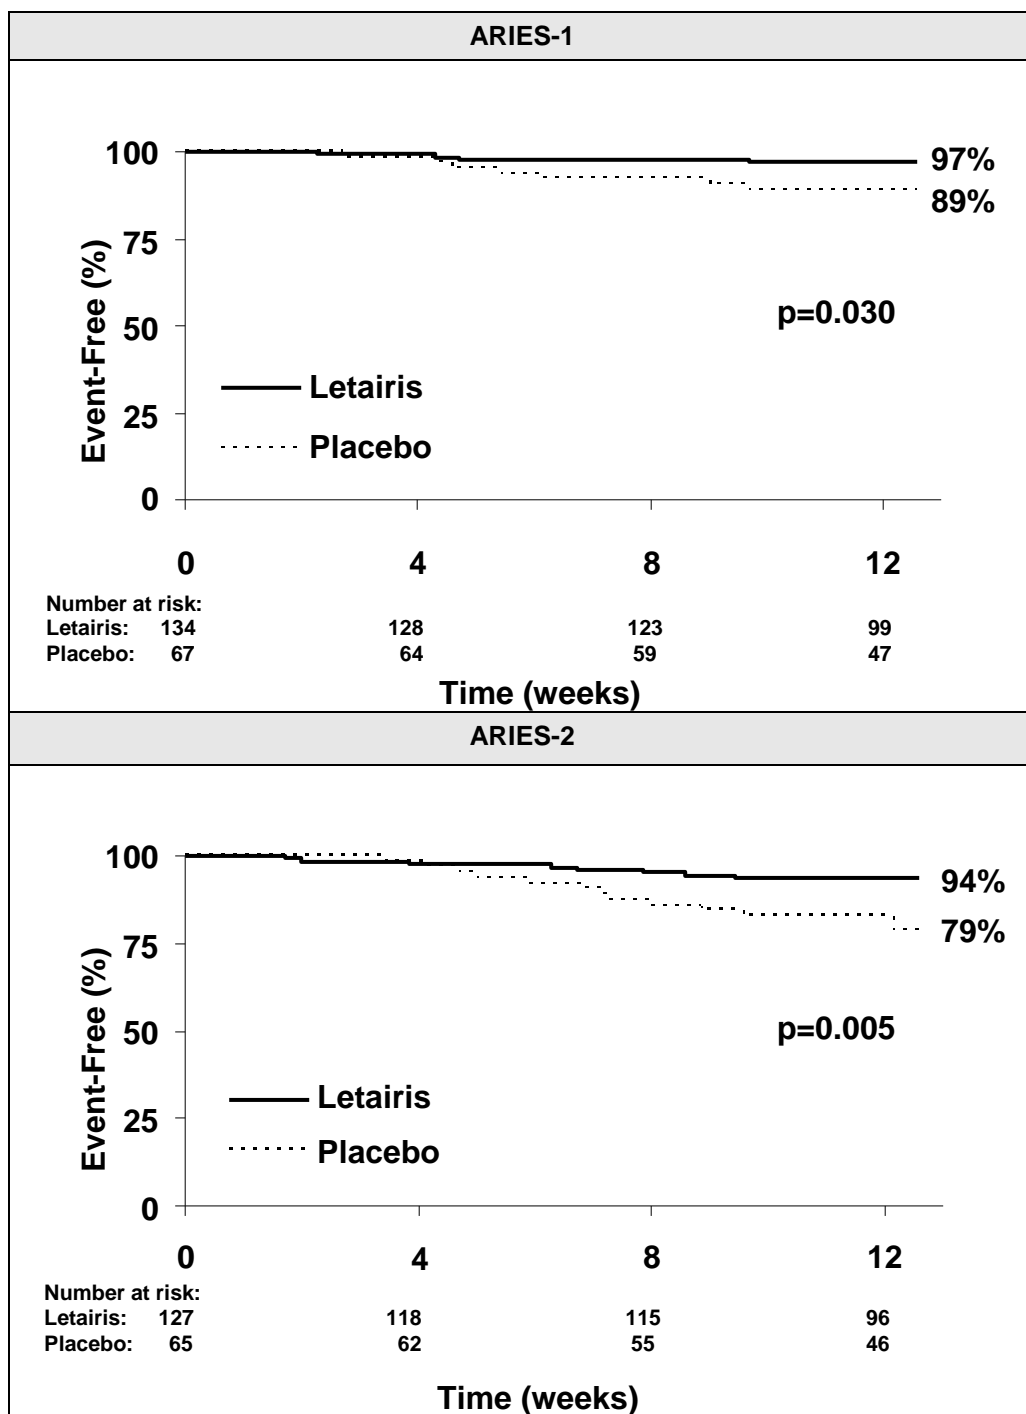 ARIES-1
100
97%
89%
75
Event-Free (%)
p=0.030
50
Letairis
25
Placebo
0
0 4 8 12
Number at risk:
Letairis: 134 128 123 99
Placebo: 67 64 59 47
Time (weeks)
ARIES-2
100
94%
79%
75
Event-Free (%)
p=0.005
50
Letairis
25
Placebo
0
0 4 8 12
Number at risk:
Letairis: 127 118 115 96
Placebo: 65 62 55 46
Time (weeks)